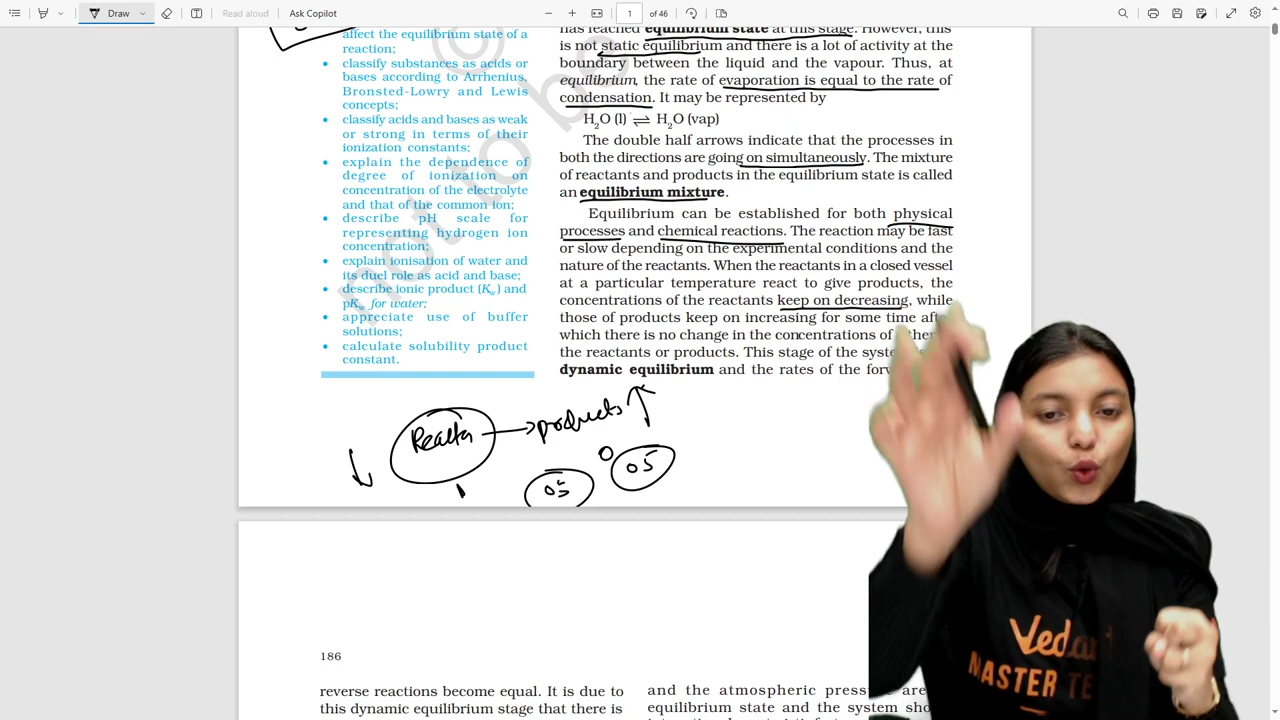 Draw
Read aloud
Ask Copilot
1
of 46
affect the equilibrium state of a
reaction;
• classify substances as acids or
bases according to Arrhenius,
Bronsted-Lowry and Lewis
concepts;
• classify acids and bases as weak
or strong in terms of their
ionization constants;
• explain the dependence of
degree of ionization on
concentration of the electrolyte
and that of the common ion;
• describe pH scale for
representing hydrogen ion
concentration;
• explain ionisation of water and
its duel role as acid and base;
• describe ionic product (Kw) and
pKw for water;
• appreciate use of buffer
solutions;
• calculate solubility product
constant.
has reached equilibrium state at this stage. However, this
is not static equilibrium and there is a lot of activity at the
boundary between the liquid and the vapour. Thus, at
equilibrium, the rate of evaporation is equal to the rate of
condensation. It may be represented by
H2O (l) ⇌ H2O (vap)
The double half arrows indicate that the processes in
both the directions are going on simultaneously. The mixture
of reactants and products in the equilibrium state is called
an equilibrium mixture.
Equilibrium can be established for both physical
processes and chemical reactions. The reaction may be fast
or slow depending on the experimental conditions and the
nature of the reactants. When the reactants in a closed vessel
at a particular temperature react to give products, the
concentrations of the reactants keep on decreasing, while
those of products keep on increasing for some time after
which there is no change in the concentrations of
the reactants or products. This stage of the system
dynamic equilibrium and the rates of the
©
not to be
products
0
05
05
186
reverse reactions become equal. It is due to
this dynamic equilibrium stage that there is
and the atmospheric pressure are
equilibrium state and the system
MASTER